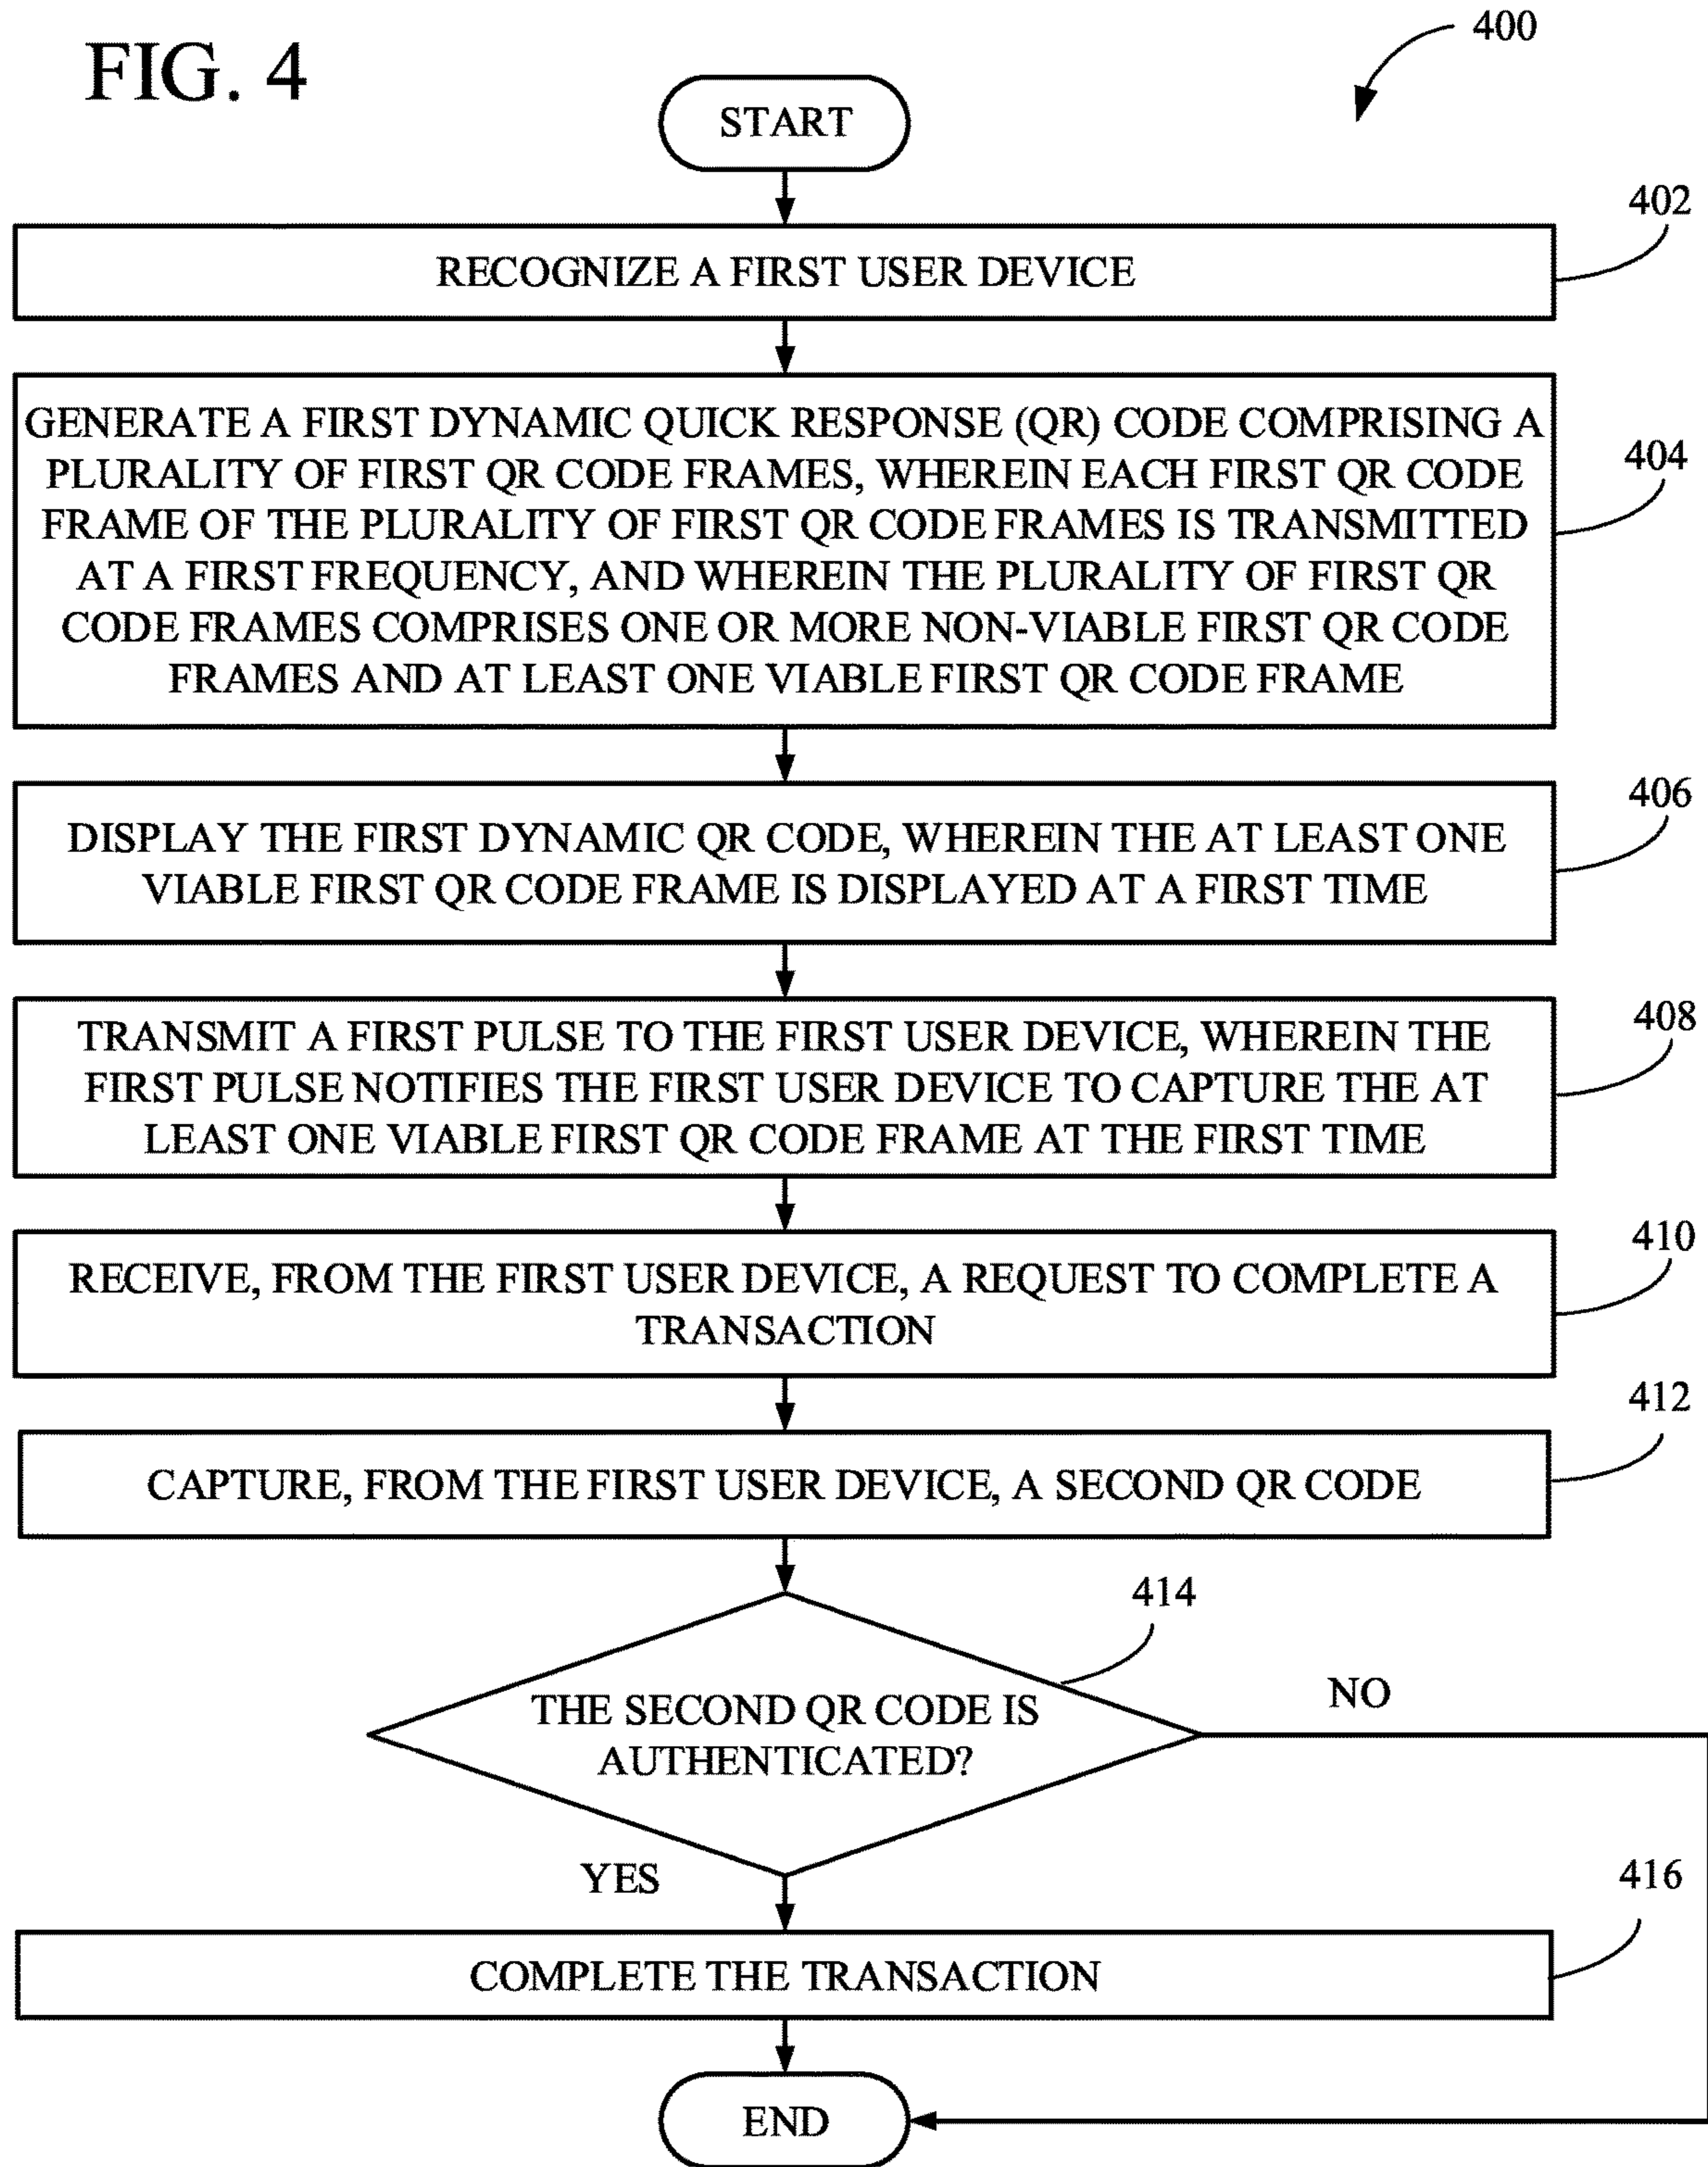 FIG. 4
400
START
402
RECOGNIZE A FIRST USER DEVICE
404
GENERATE A FIRST DYNAMIC QUICK RESPONSE (QR) CODE COMPRISING A
PLURALITY OF FIRST QR CODE FRAMES, WHEREIN EACH FIRST QR CODE
FRAME OF THE PLURALITY OF FIRST QR CODE FRAMES IS TRANSMITTED
AT A FIRST FREQUENCY, AND WHEREIN THE PLURALITY OF FIRST QR
CODE FRAMES COMPRISES ONE OR MORE NON-VIABLE FIRST QR CODE
FRAMES AND AT LEAST ONE VIABLE FIRST QR CODE FRAME
406
DISPLAY THE FIRST DYNAMIC QR CODE, WHEREIN THE AT LEAST ONE
VIABLE FIRST QR CODE FRAME IS DISPLAYED AT A FIRST TIME
408
TRANSMIT A FIRST PULSE TO THE FIRST USER DEVICE, WHEREIN THE
FIRST PULSE NOTIFIES THE FIRST USER DEVICE TO CAPTURE THE AT
LEAST ONE VIABLE FIRST QR CODE FRAME AT THE FIRST TIME
410
RECEIVE, FROM THE FIRST USER DEVICE, A REQUEST TO COMPLETE A
TRANSACTION
412
CAPTURE, FROM THE FIRST USER DEVICE, A SECOND QR CODE
414
THE SECOND QR CODE IS
AUTHENTICATED?
NO
YES
416
COMPLETE THE TRANSACTION
END